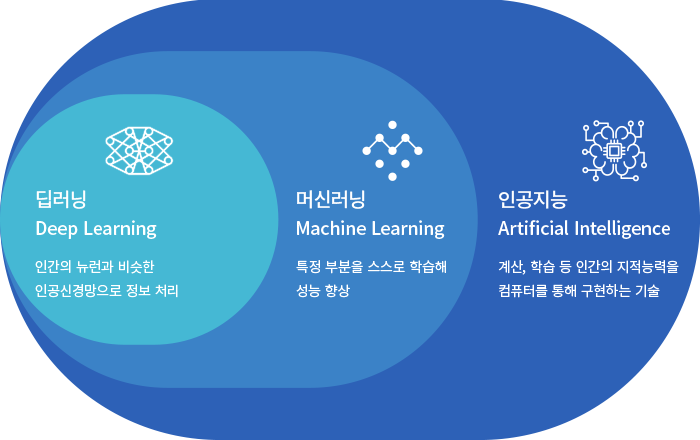 딥러닝
Deep Learning
인간의 뉴런과 비슷한
인공신경망으로 정보 처리
머신러닝
Machine Learning
특정 부분을 스스로 학습해
성능 향상
인공지능
Artificial Intelligence
계산, 학습 등 인간의 지적능력을
컴퓨터를 통해 구현하는 기술